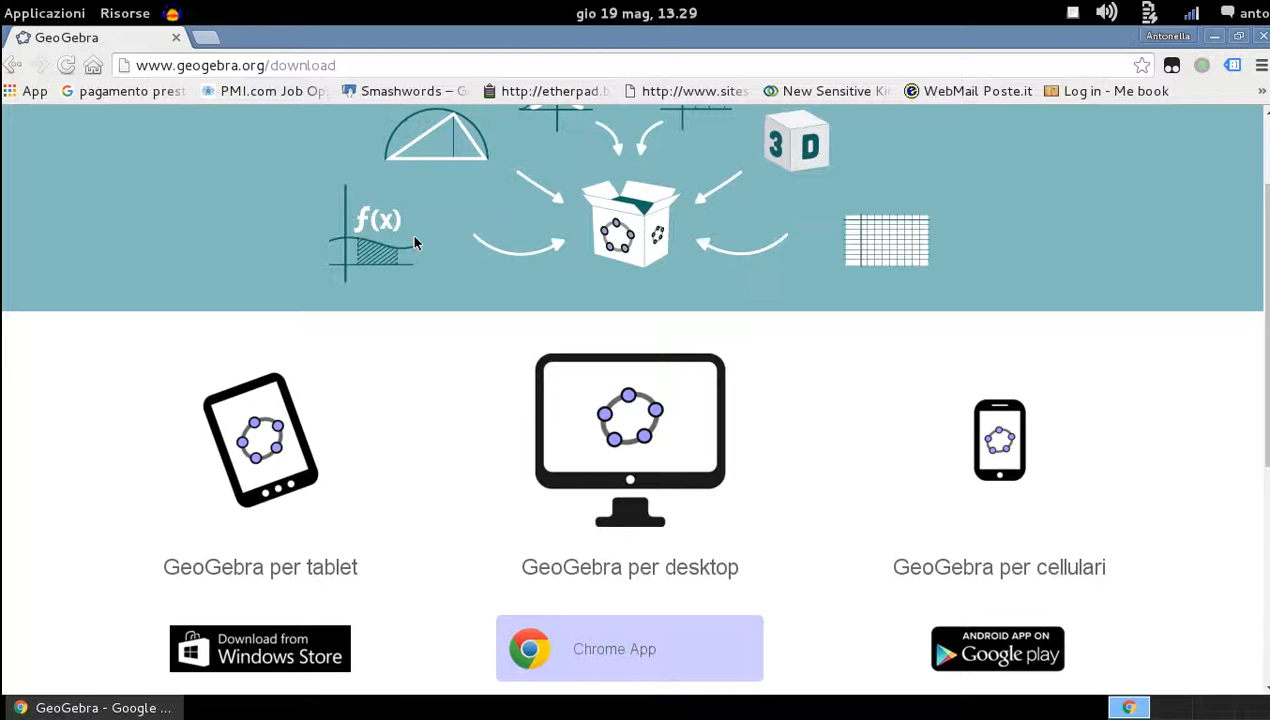 Applicazioni Risorse gio 19 mag, 13.29 anto
GeoGebra Antonella
www.geogebra.org/download
App pagamento prest PMI.com Job Op Smashwords – G http://etherpad.b http://www.sites New Sensitive Ki WebMail Poste.it Log in - Me book
3 D
f(x)
GeoGebra per tablet GeoGebra per desktop GeoGebra per cellulari
Download from
Windows Store
Chrome App
ANDROID APP ON
Google play
GeoGebra - Google ...